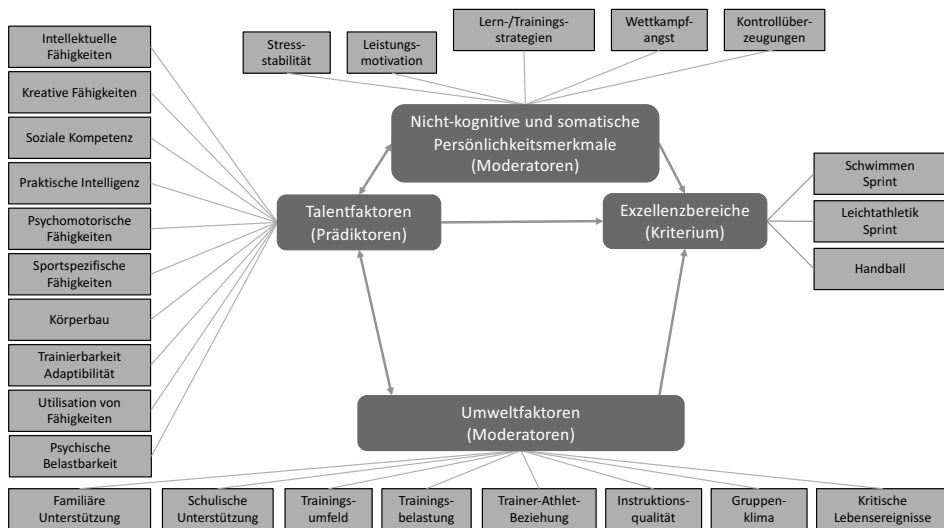 Intellektuelle
Fähigkeiten
Kreative Fähigkeiten
Soziale Kompetenz
Praktische Intelligenz
Psychomotorische
Fähigkeiten
Sportspezifische
Fähigkeiten
Körperbau
Trainierbarkeit
Adaptibilität
Utilisation von
Fähigkeiten
Psychische
Belastbarkeit
Stress-
stabilität
Leistungs-
motivation
Lern-/Trainings-
strategien
Wettkampf-
angst
Kontrollüber-
zeugungen
Nicht-kognitive und somatische
Persönlichkeitsmerkmale
(Moderatoren)
Talentfaktoren
(Prädiktoren)
Exzellenzbereiche
(Kriterium)
Schwimmen
Sprint
Leichtathletik
Sprint
Handball
Umweltfaktoren
(Moderatoren)
Familiäre
Unterstützung
Schulische
Unterstützung
Trainings-
umfeld
Trainings-
belastung
Trainer-Athlet-
Beziehung
Instruktions-
qualität
Gruppen-
klima
Kritische
Lebensereignisse